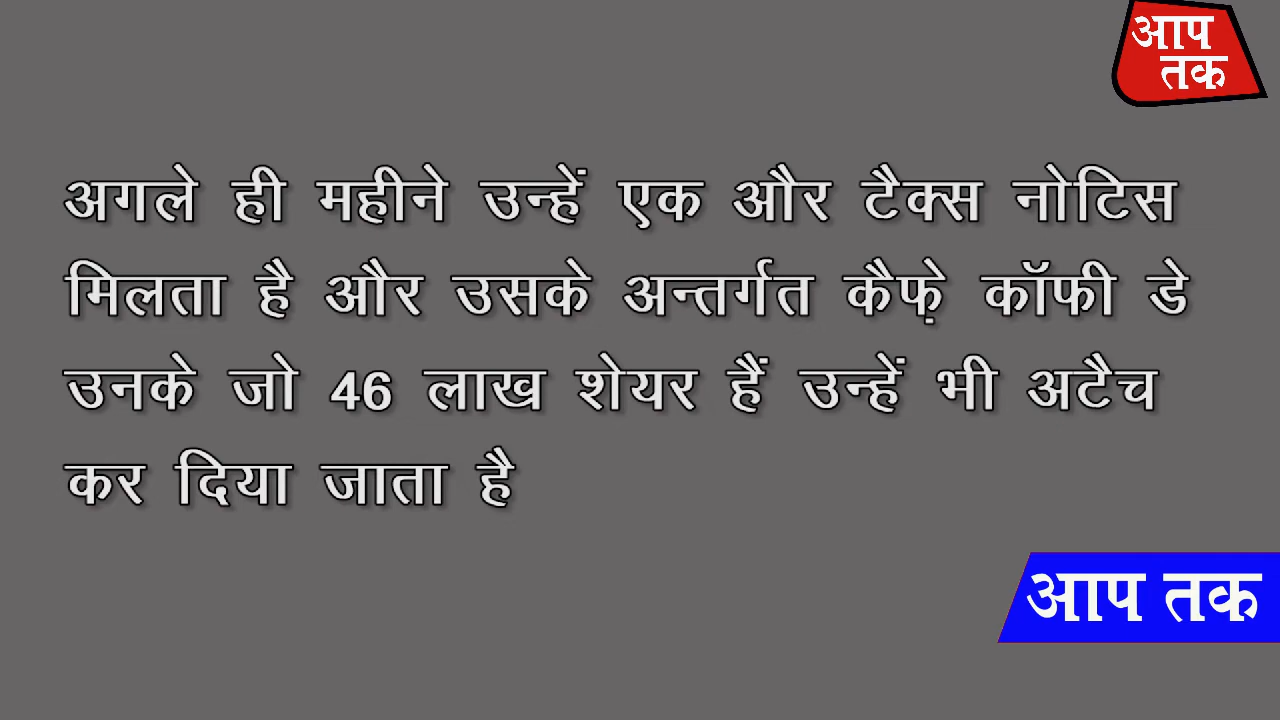 आप
तक
अगले ही महीने उन्हें एक और टैक्स नोटिस
मिलता है और उसके अन्तर्गत कैफ़े कॉफी डे
उनके जो 46 लाख शेयर हैं उन्हें भी अटैच
कर दिया जाता है
आप तक